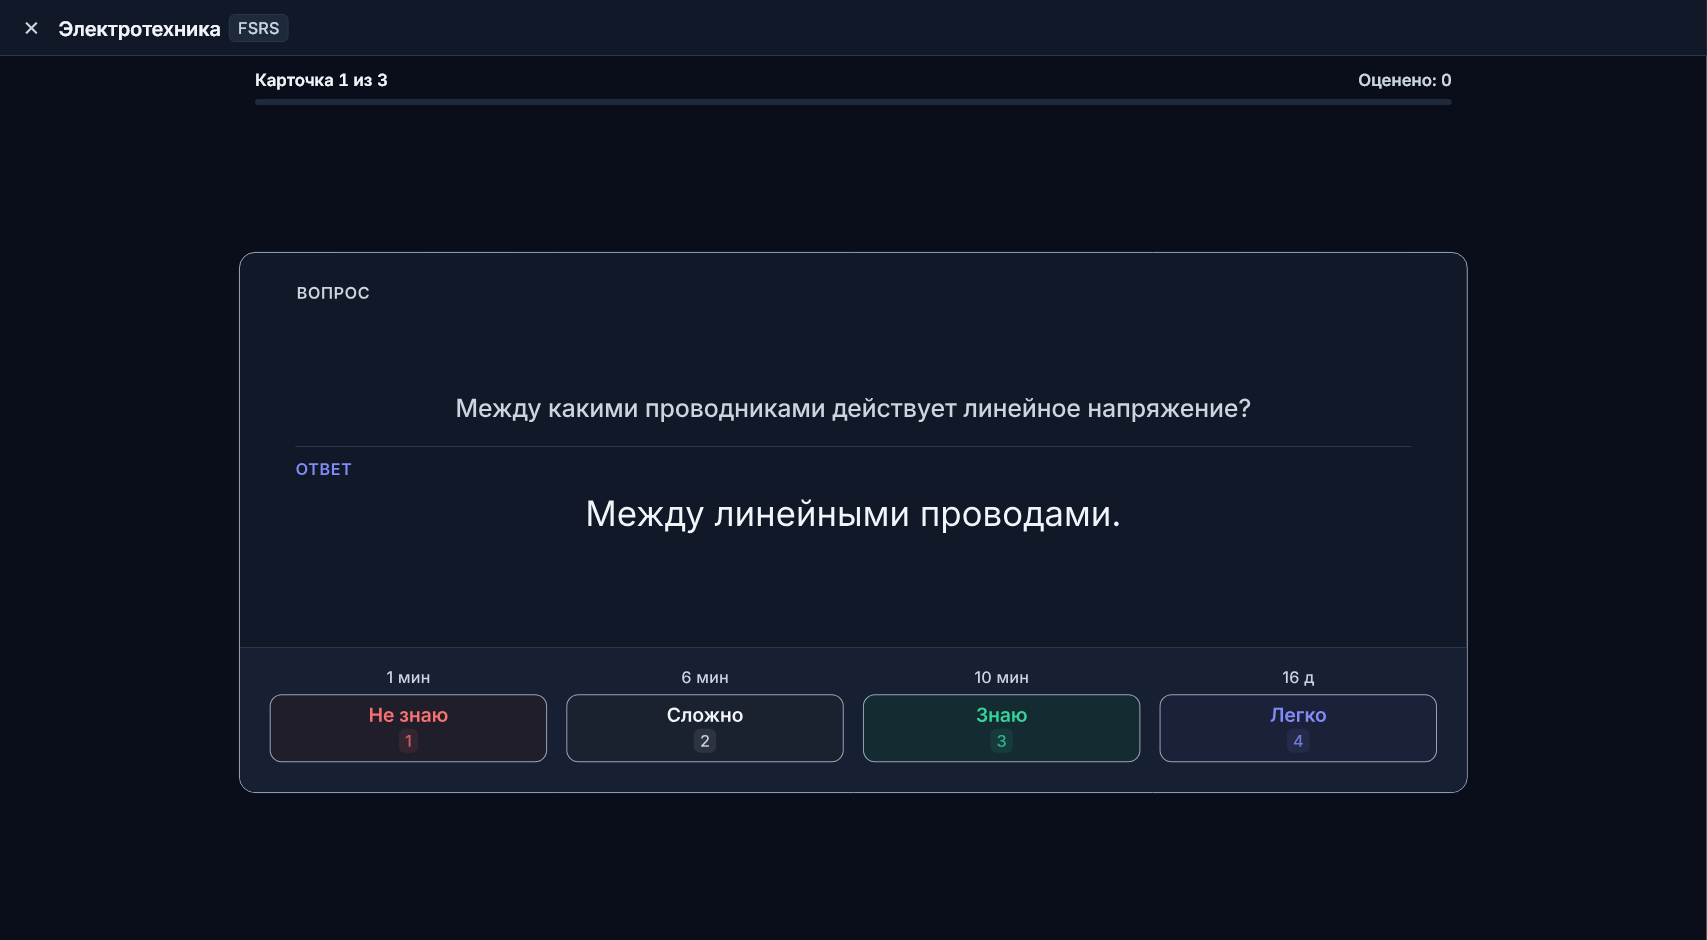 ✕ Электротехника FSRS
Карточка 1 из 3
Оценено: 0
ВОПРОС
Между какими проводниками действует линейное напряжение?
ОТВЕТ
Между линейными проводами.
1 мин
Не знаю
1
6 мин
Сложно
2
10 мин
Знаю
3
16 д
Легко
4